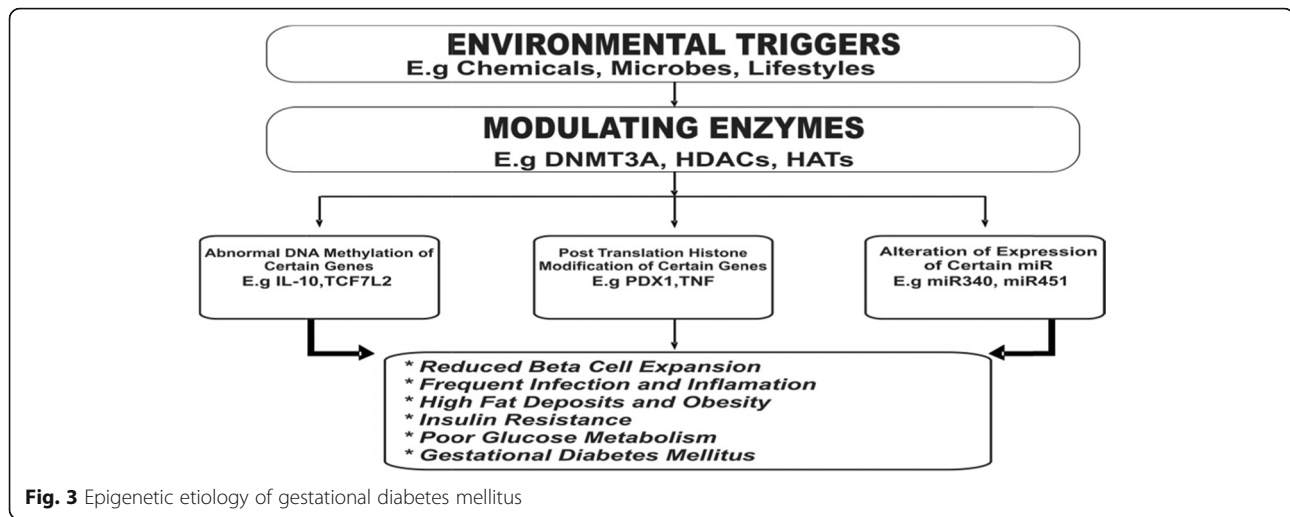 ENVIRONMENTAL TRIGGERS
E.g Chemicals, Microbes, Lifestyles
MODULATING ENZYMES
E.g DNMT3A, HDACs, HATs
Abnormal DNA Methylation of
Certain Genes
E.g IL-10,TCF7L2
Post Translation Histone
Modification of Certain Genes
E.g PDX1,TNF
Alteration of Expression
of Certain miR
E.g miR340, miR451
* Reduced Beta Cell Expansion
* Frequent Infection and Inflamation
* High Fat Deposits and Obesity
* Insulin Resistance
* Poor Glucose Metabolism
* Gestational Diabetes Mellitus
Fig. 3 Epigenetic etiology of gestational diabetes mellitus